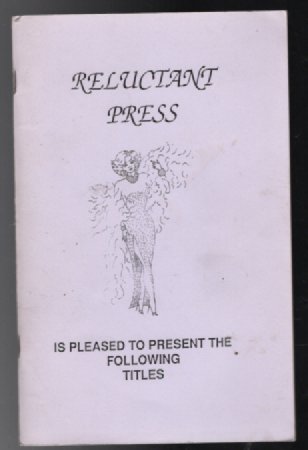 RELUCTANT
PRESS
IS PLEASED TO PRESENT THE
FOLLOWING
TITLES